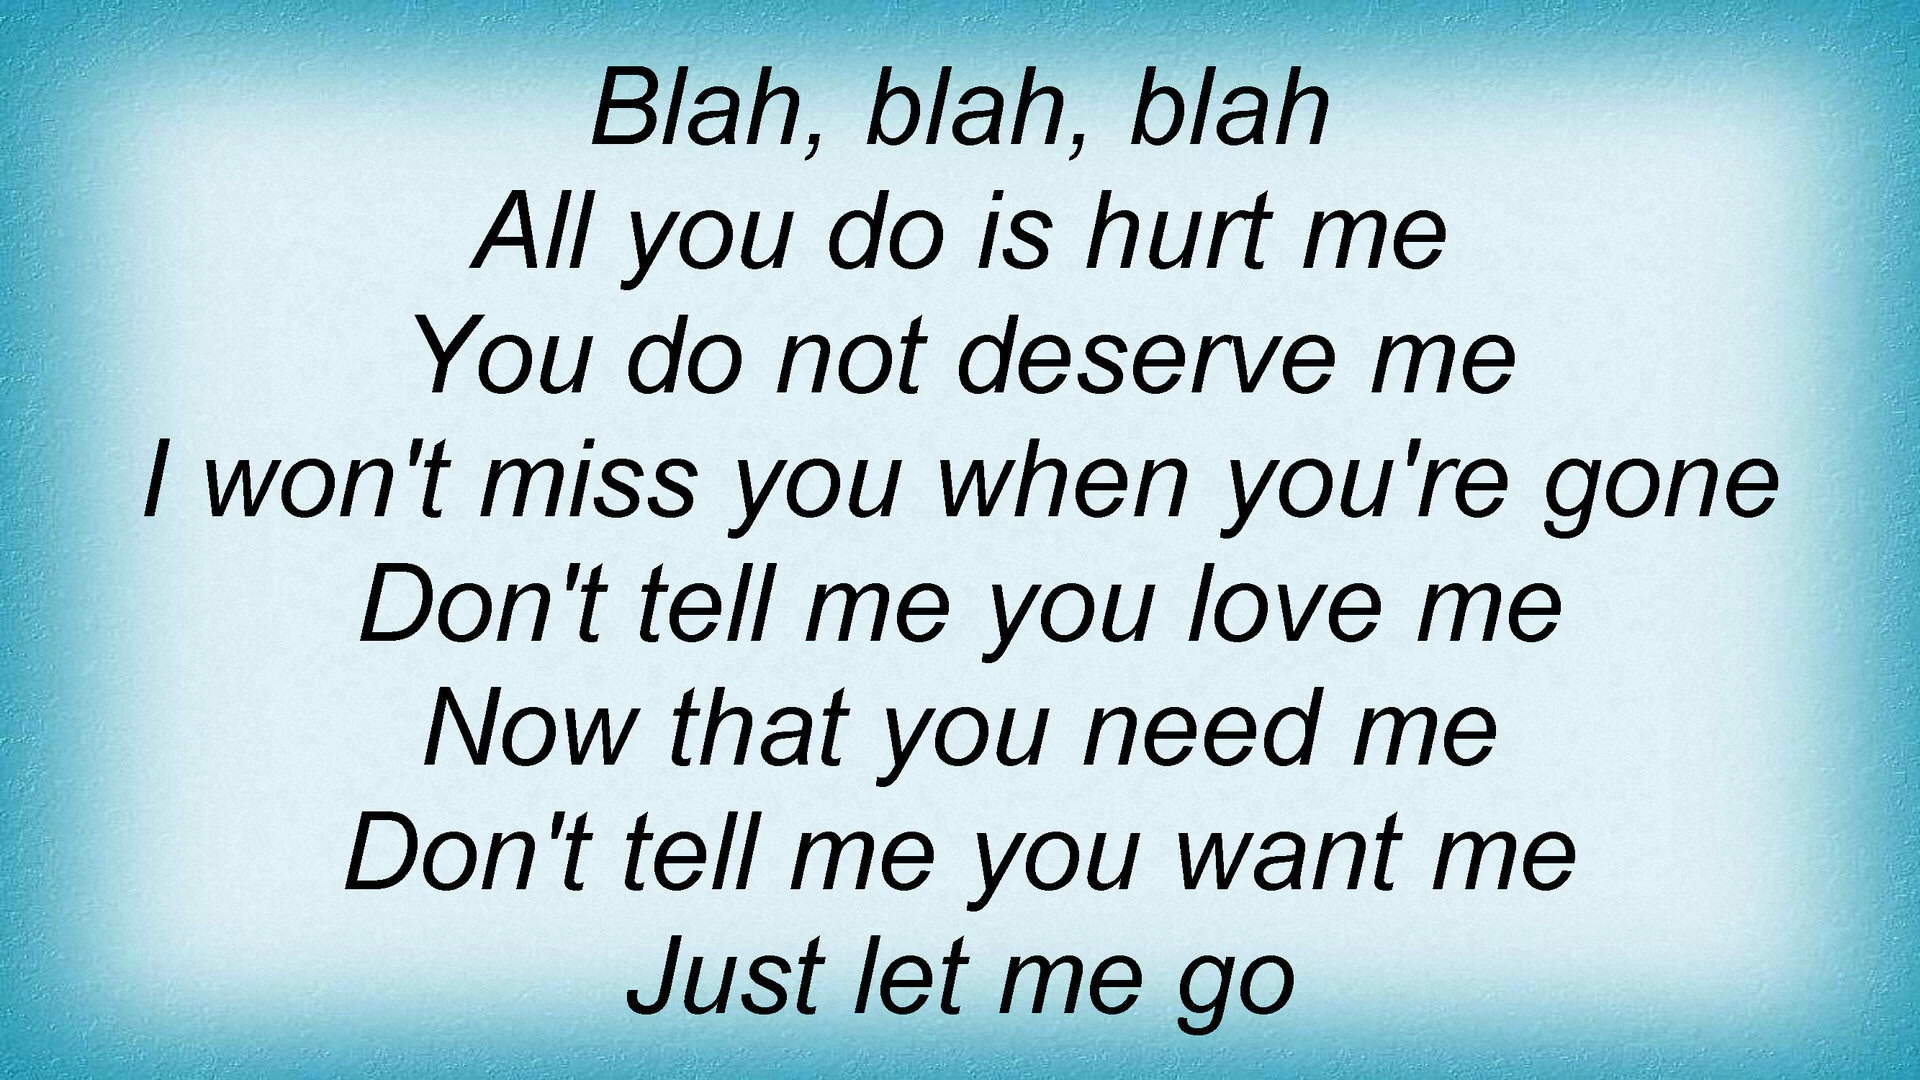 Blah, blah, blah
All you do is hurt me
You do not deserve me
I won't miss you when you're gone
Don't tell me you love me
Now that you need me
Don't tell me you want me
Just let me go